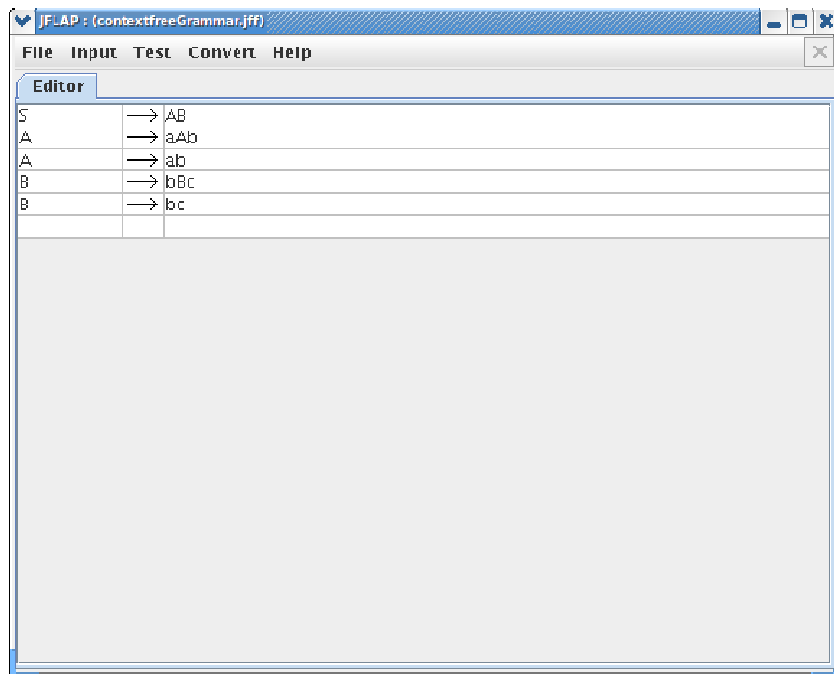 JFLAP : (contextfreeGrammar.jff)
File Input Test Convert Help
Editor
S → AB
A → aAb
A → ab
B → bBc
B → bc